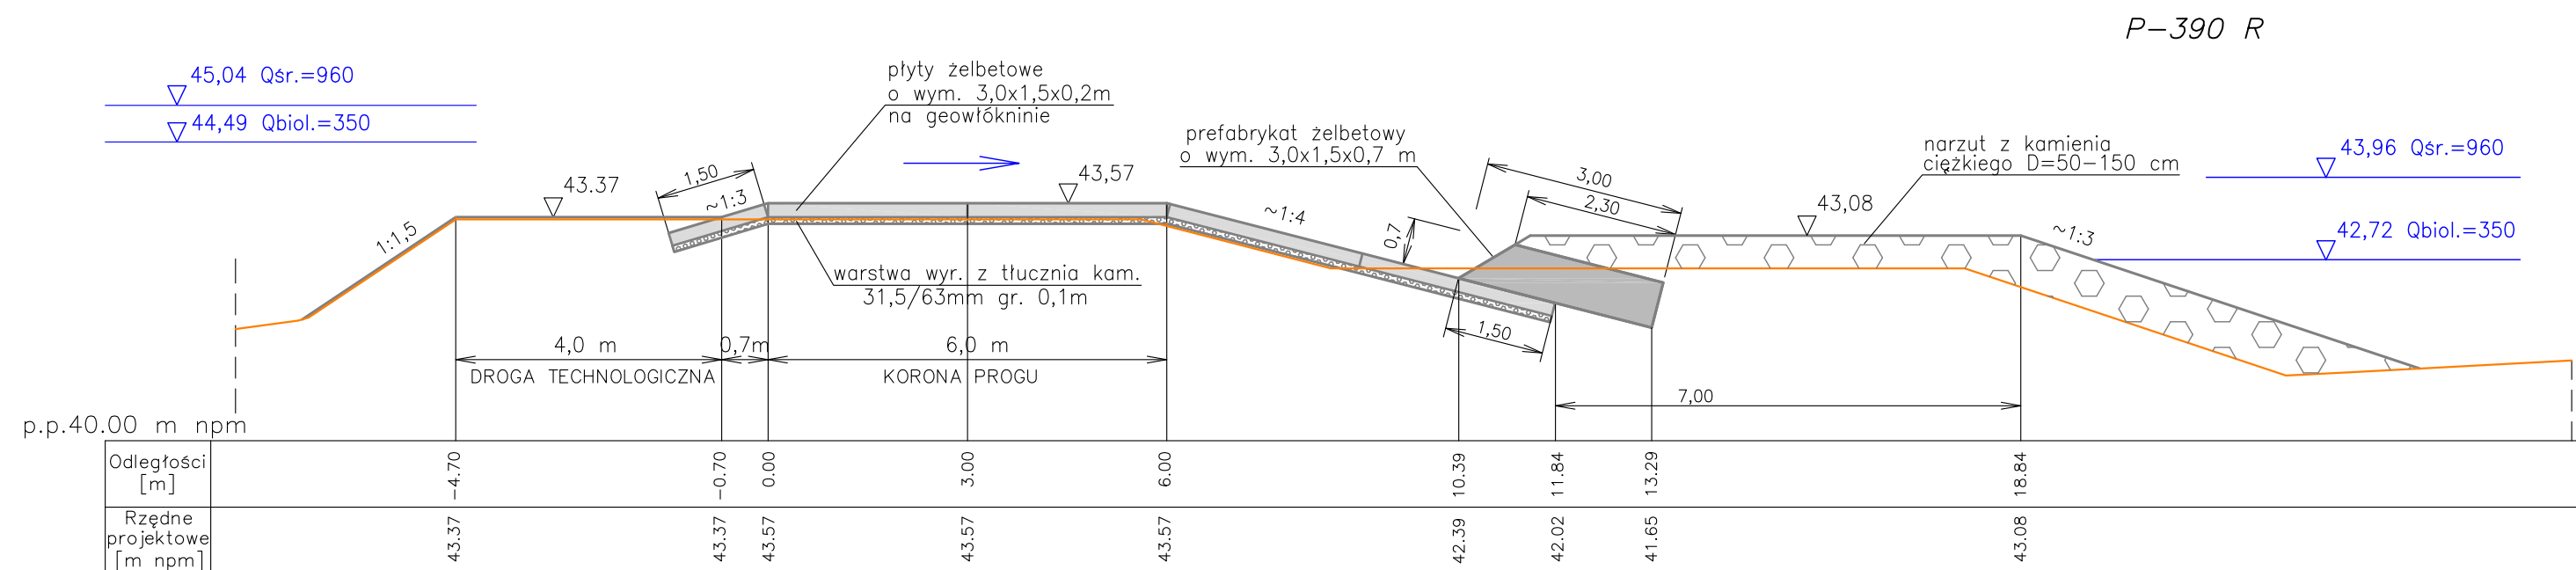 P-390 R
45,04 Qśr.=960
44,49 Qbiol.=350
płyty żelbetowe
o wym. 3,0x1,5x0,2m
na geowłókninie
prefabrykat żelbetowy
o wym. 3,0x1,5x0,7 m
narzut z kamienia
ciężkiego D=50-150 cm
43,96 Qśr.=960
42,72 Qbiol.=350
1,50
~1:3
43.37
43,57
~1:4
3,00
2,30
0,7
43,08
~1:3
1:1,5
warstwa wyr. z tłucznia kam.
31,5/63mm gr. 0,1m
1,50
4,0 m
0,7m
6,0 m
DROGA TECHNOLOGICZNA
KORONA PROGU
7,00
p.p.40.00 m npm
Odległości
[m]
-4.70
-0.70
0.00
3.00
6.00
10.39
11.84
13.29
18.84
Rzędne
projektowe
[m npm]
43.37
43.37
43.57
43.57
43.57
42.39
42.02
41.65
43.08